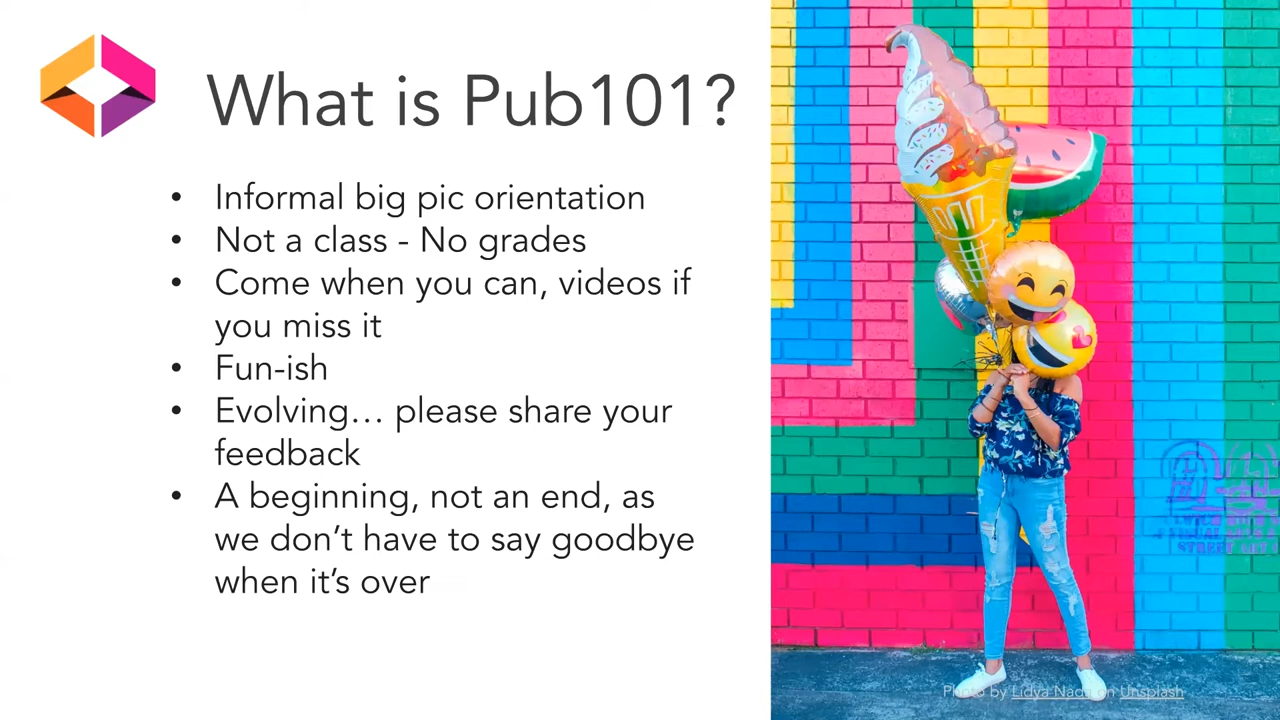 What is Pub101?
• Informal big pic orientation
• Not a class - No grades
• Come when you can, videos if
you miss it
• Fun-ish
• Evolving… please share your
feedback
• A beginning, not an end, as
we don’t have to say goodbye
when it’s over
Photo by Lidya Nada on Unsplash